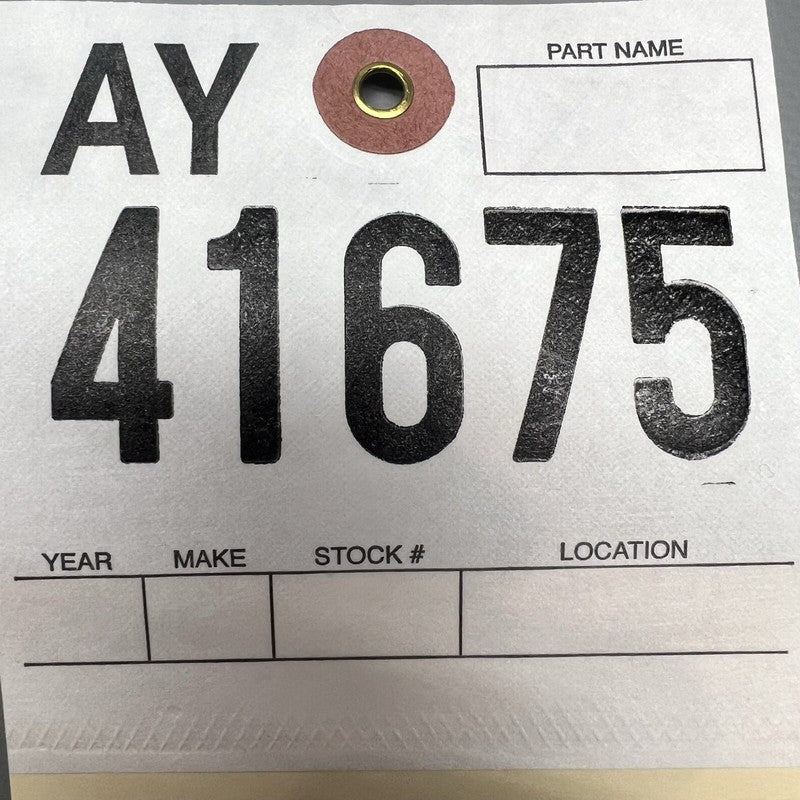 AY
PART NAME
41675
YEAR MAKE STOCK # LOCATION